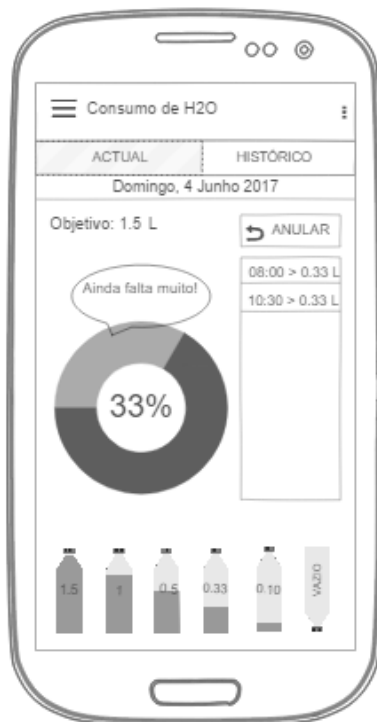 Consumo de H2O
ACTUAL
HISTÓRICO
Domingo, 4 Junho 2017
Objetivo: 1.5 L
ANULAR
08:00 > 0.33 L
10:30 > 0.33 L
Ainda falta muito!
33%
1.5
1
0.5
0.33
0.10
VAZIO